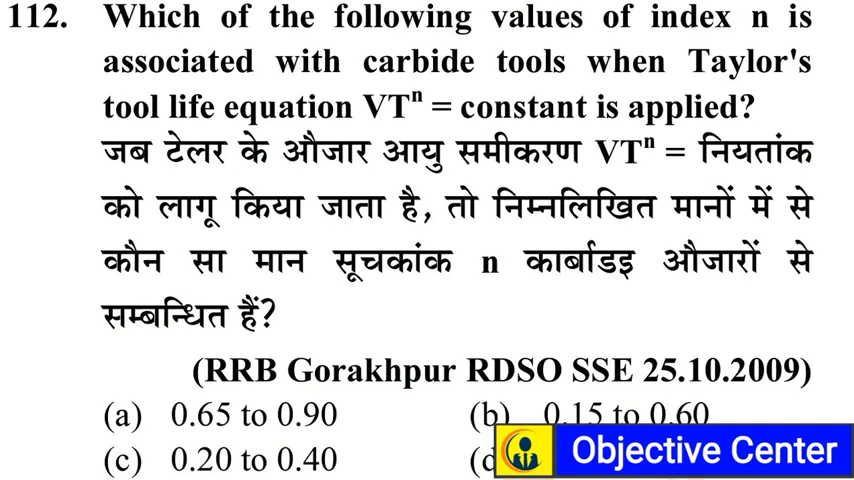 112. Which of the following values of index n is
associated with carbide tools when Taylor's
tool life equation VTⁿ = constant is applied?
जब टेलर के औजार आयु समीकरण VTⁿ = नियतांक
को लागू किया जाता है, तो निम्नलिखित मानों में से
कौन सा मान सूचकांक n कार्बाडइ औजारों से
सम्बन्धित हैं?
(RRB Gorakhpur RDSO SSE 25.10.2009)
(a) 0.65 to 0.90 (b) 0.15 to 0.60
(c) 0.20 to 0.40 (d
Objective Center